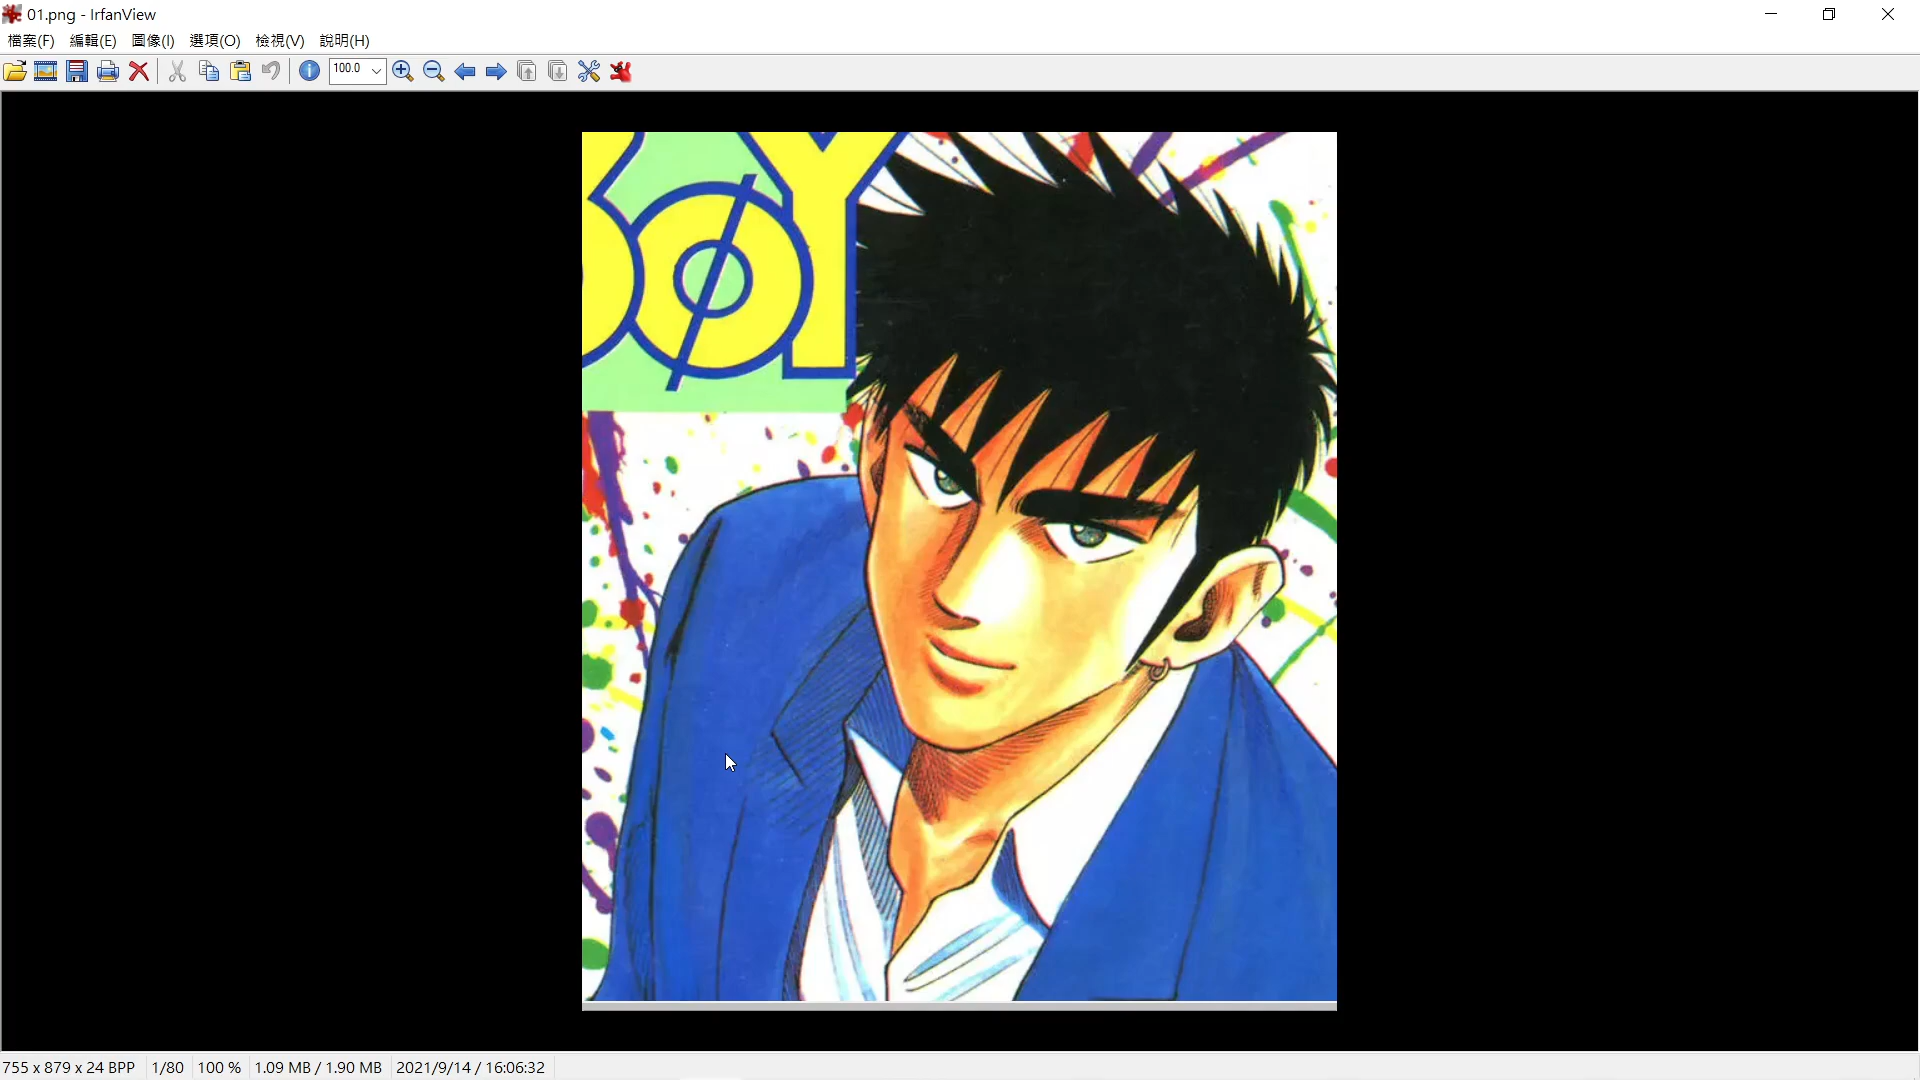 01.png - IrfanView
檔案(F) 編輯(E) 圖像(I) 選項(O) 檢視(V) 說明(H)
100.0
BOY
755 x 879 x 24 BPP 1/80 100 % 1.09 MB / 1.90 MB 2021/9/14 / 16:06:32